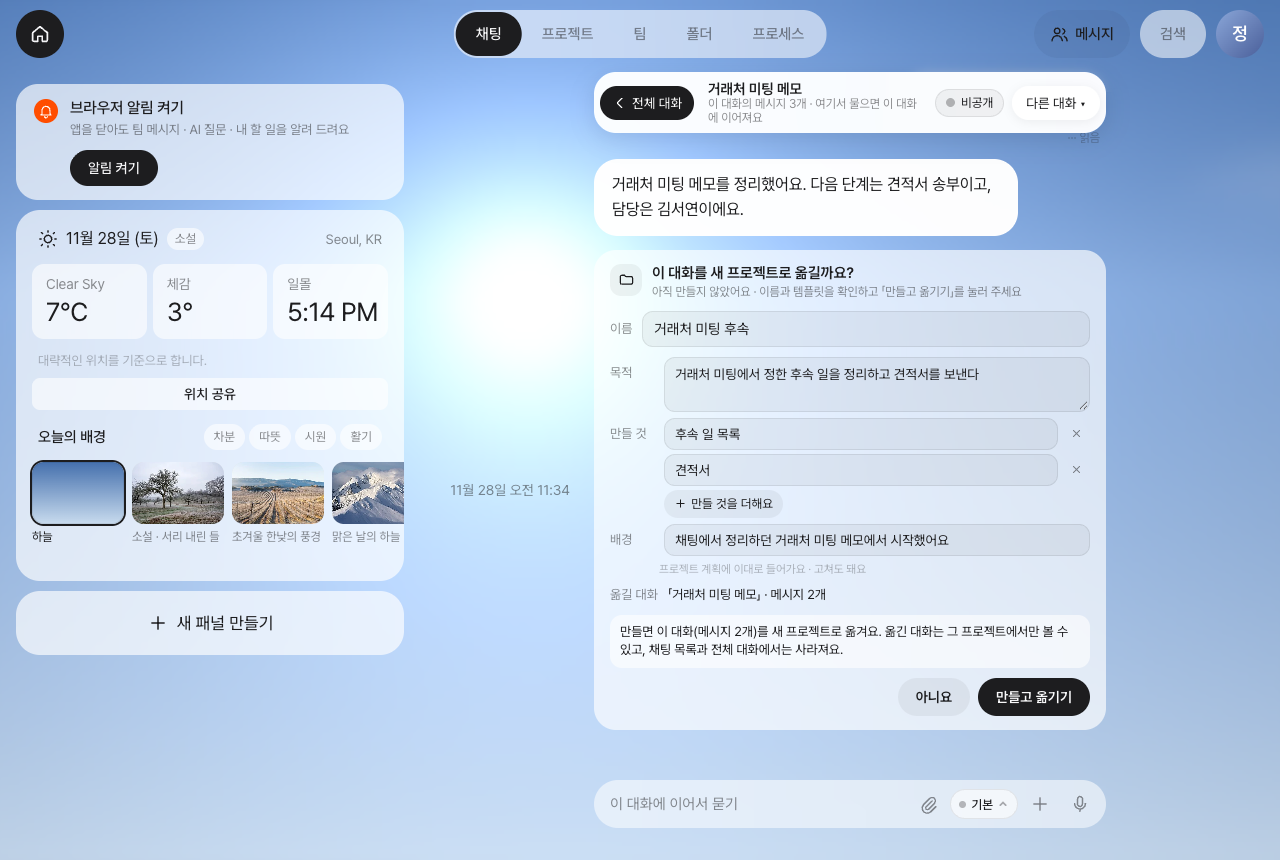 채팅
프로젝트
팀
폴더
프로세스
메시지
검색
정
브라우저 알림 켜기
앱을 닫아도 팀 메시지 · AI 질문 · 내 할 일을 알려 드려요
알림 켜기
11월 28일 (토)
소설
Seoul, KR
Clear Sky
7°C
체감
3°
일몰
5:14 PM
대략적인 위치를 기준으로 합니다.
위치 공유
오늘의 배경
차분
따뜻
시원
활기
하늘
소설 · 서리 내린 들
초겨울 한낮의 풍경
맑은 날의 하늘
새 패널 만들기
11월 28일 오전 11:34
전체 대화
거래처 미팅 메모
이 대화의 메시지 3개 · 여기서 물으면 이 대화
에 이어져요
비공개
다른 대화
— 읽음
거래처 미팅 메모를 정리했어요. 다음 단계는 견적서 송부이고,
담당은 김서연이에요.
이 대화를 새 프로젝트로 옮길까요?
아직 만들지 않았어요 · 이름과 템플릿을 확인하고 「만들고 옮기기」를 눌러 주세요
이름
거래처 미팅 후속
목적
거래처 미팅에서 정한 후속 일을 정리하고 견적서를 보낸다
만들 것
후속 일 목록
견적서
만들 것을 더해요
배경
채팅에서 정리하던 거래처 미팅 메모에서 시작했어요
프로젝트 계획에 이대로 들어가요 · 고쳐도 돼요
옮길 대화 「거래처 미팅 메모」 · 메시지 2개
만들면 이 대화(메시지 2개)를 새 프로젝트로 옮겨요. 옮긴 대화는 그 프로젝트에서만 볼 수
있고, 채팅 목록과 전체 대화에서는 사라져요.
아니요
만들고 옮기기
이 대화에 이어서 묻기
기본